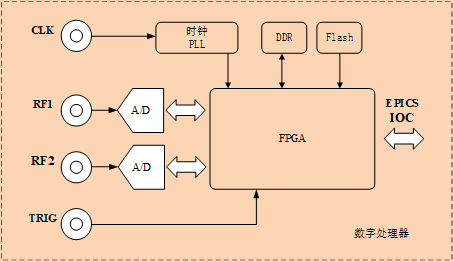 CLK
时钟
PLL
DDR
Flash
RF1
A/D
EPICS
IOC
FPGA
RF2
A/D
TRIG
数字处理器